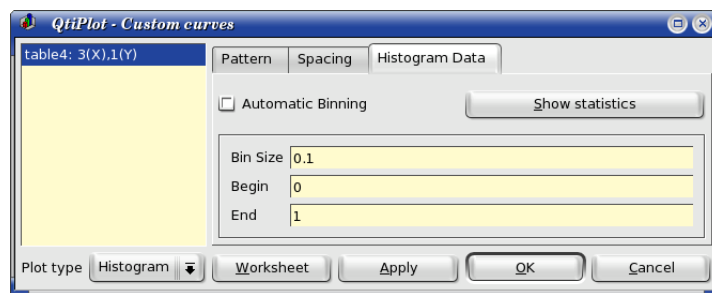 QtiPlot - Custom curves
table4: 3(X),1(Y)
Pattern
Spacing
Histogram Data
Automatic Binning
Show statistics
Bin Size 0.1
Begin 0
End 1
Plot type Histogram
Worksheet
Apply
OK
Cancel